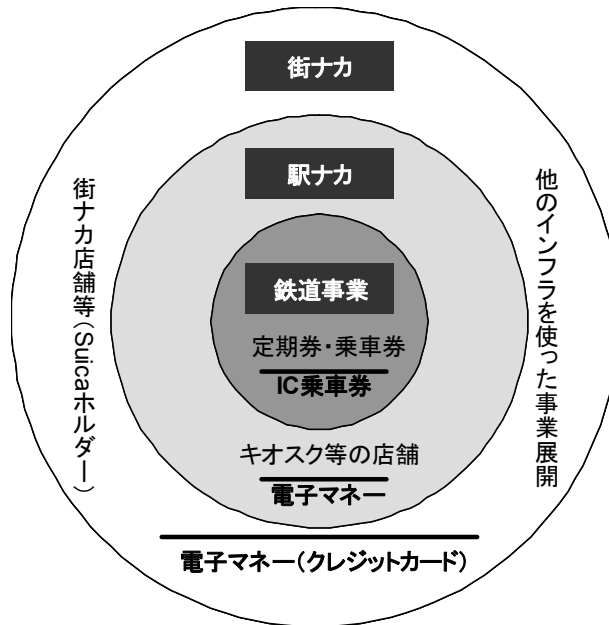 街ナカ
駅ナカ
鉄道事業
定期券・乗車券
IC乗車券
キオスク等の店舗
電子マネー
電子マネー（クレジットカード）
街ナカ店舗等（Suicaホルダー）
他のインフラを使った事業展開